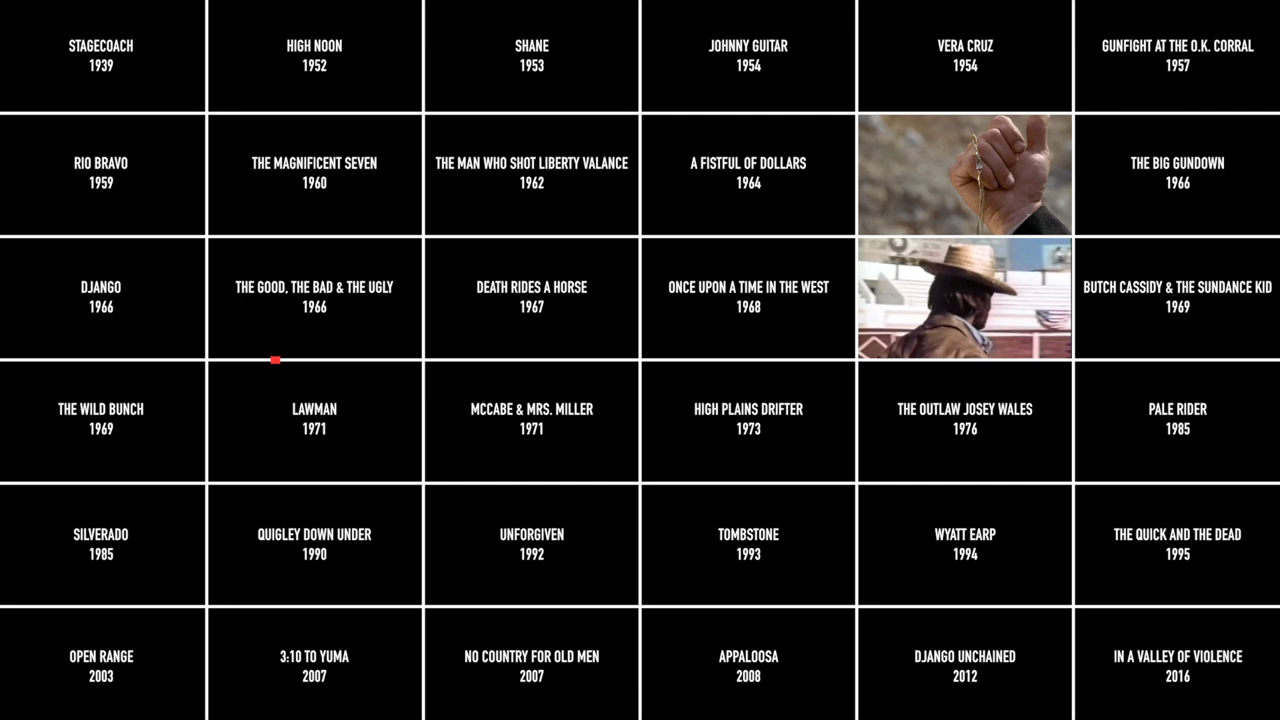 STAGECOACH
1939
HIGH NOON
1952
SHANE
1953
JOHNNY GUITAR
1954
VERA CRUZ
1954
GUNFIGHT AT THE O.K. CORRAL
1957
RIO BRAVO
1959
THE MAGNIFICENT SEVEN
1960
THE MAN WHO SHOT LIBERTY VALANCE
1962
A FISTFUL OF DOLLARS
1964
THE BIG GUNDOWN
1966
DJANGO
1966
THE GOOD, THE BAD & THE UGLY
1966
DEATH RIDES A HORSE
1967
ONCE UPON A TIME IN THE WEST
1968
BUTCH CASSIDY & THE SUNDANCE KID
1969
THE WILD BUNCH
1969
LAWMAN
1971
MCCABE & MRS. MILLER
1971
HIGH PLAINS DRIFTER
1973
THE OUTLAW JOSEY WALES
1976
PALE RIDER
1985
SILVERADO
1985
QUIGLEY DOWN UNDER
1990
UNFORGIVEN
1992
TOMBSTONE
1993
WYATT EARP
1994
THE QUICK AND THE DEAD
1995
OPEN RANGE
2003
3:10 TO YUMA
2007
NO COUNTRY FOR OLD MEN
2007
APPALOOSA
2008
DJANGO UNCHAINED
2012
IN A VALLEY OF VIOLENCE
2016